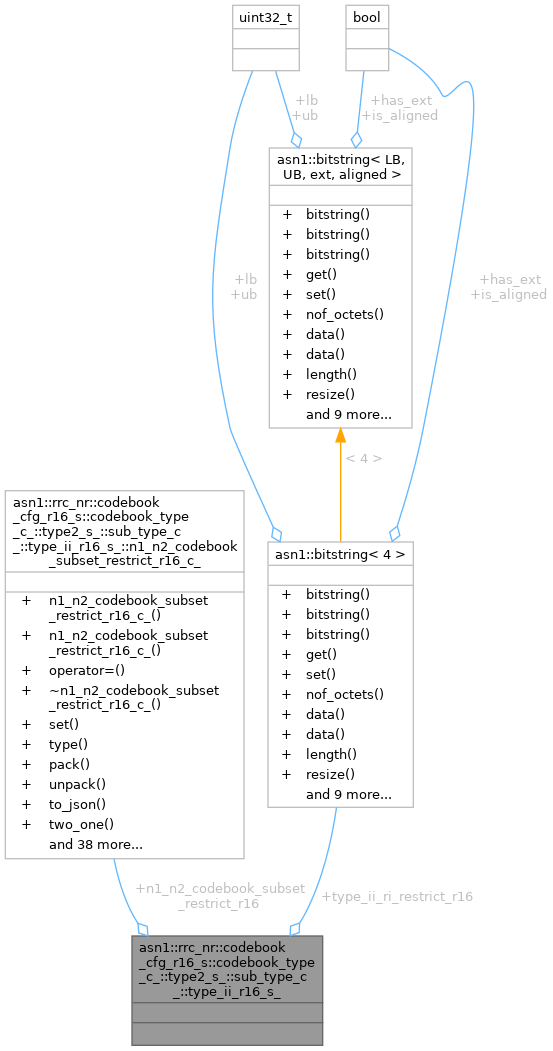 uint32_t
bool
+lb
+ub
+has_ext
+is_aligned
asn1::bitstring< LB,
UB, ext, aligned >
+ bitstring()
+ bitstring()
+ bitstring()
+ get()
+ set()
+ nof_octets()
+ data()
+ data()
+ length()
+ resize()
and 9 more...
+lb
+ub
+has_ext
+is_aligned
< 4 >
asn1::rrc_nr::codebook
_cfg_r16_s::codebook_type
_c_::type2_s_::sub_type_c
_::type_ii_r16_s_::n1_n2_codebook
_subset_restrict_r16_c_
+ n1_n2_codebook_subset
_restrict_r16_c_()
+ n1_n2_codebook_subset
_restrict_r16_c_()
+ operator=()
+ ~n1_n2_codebook_subset
_restrict_r16_c_()
+ set()
+ type()
+ pack()
+ unpack()
+ to_json()
+ two_one()
and 38 more...
asn1::bitstring< 4 >
+ bitstring()
+ bitstring()
+ bitstring()
+ get()
+ set()
+ nof_octets()
+ data()
+ data()
+ length()
+ resize()
and 9 more...
+n1_n2_codebook_subset
_restrict_r16
+type_ii_ri_restrict_r16
asn1::rrc_nr::codebook
_cfg_r16_s::codebook_type
_c_::type2_s_::sub_type_c
_::type_ii_r16_s_